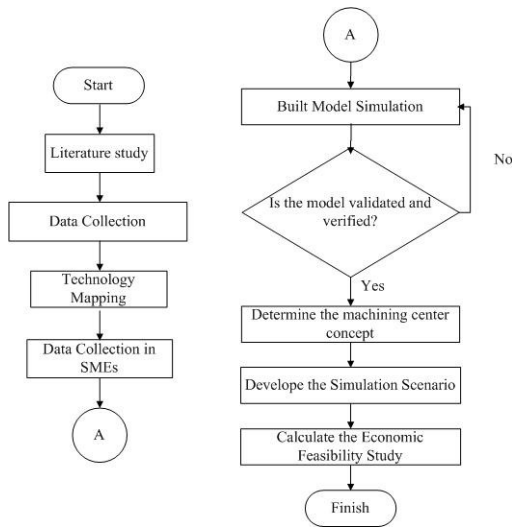 Start
Literature study
Data Collection
Technology
Mapping
Data Collection in
SMEs
A
A
Built Model Simulation
No
Is the model validated and
verified?
Yes
Determine the machining center
concept
Develope the Simulation Scenario
Calculate the Economic
Feasibility Study
Finish